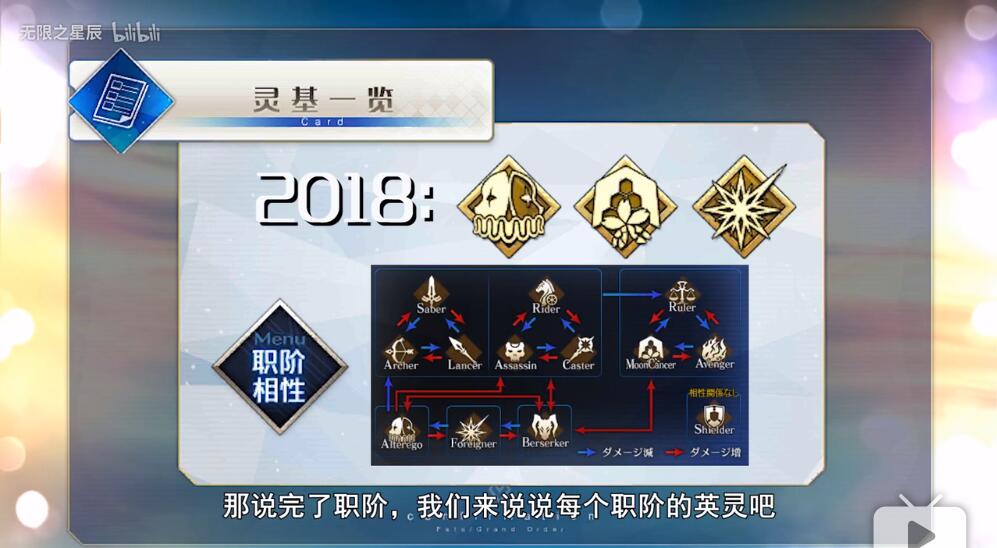 无限之星辰 bilibili
灵基一览
Card
2018:
Menu
职阶
相性
Saber
Rider
Ruler
Archer
Lancer
Assassin
Caster
MoonCancer
Avenger
相性関係なし
Shielder
Alterego
Foreigner
Berserker
ダメージ減
ダメージ増
那说完了职阶，我们来说说每个职阶的英灵吧
Fate/Grand Order